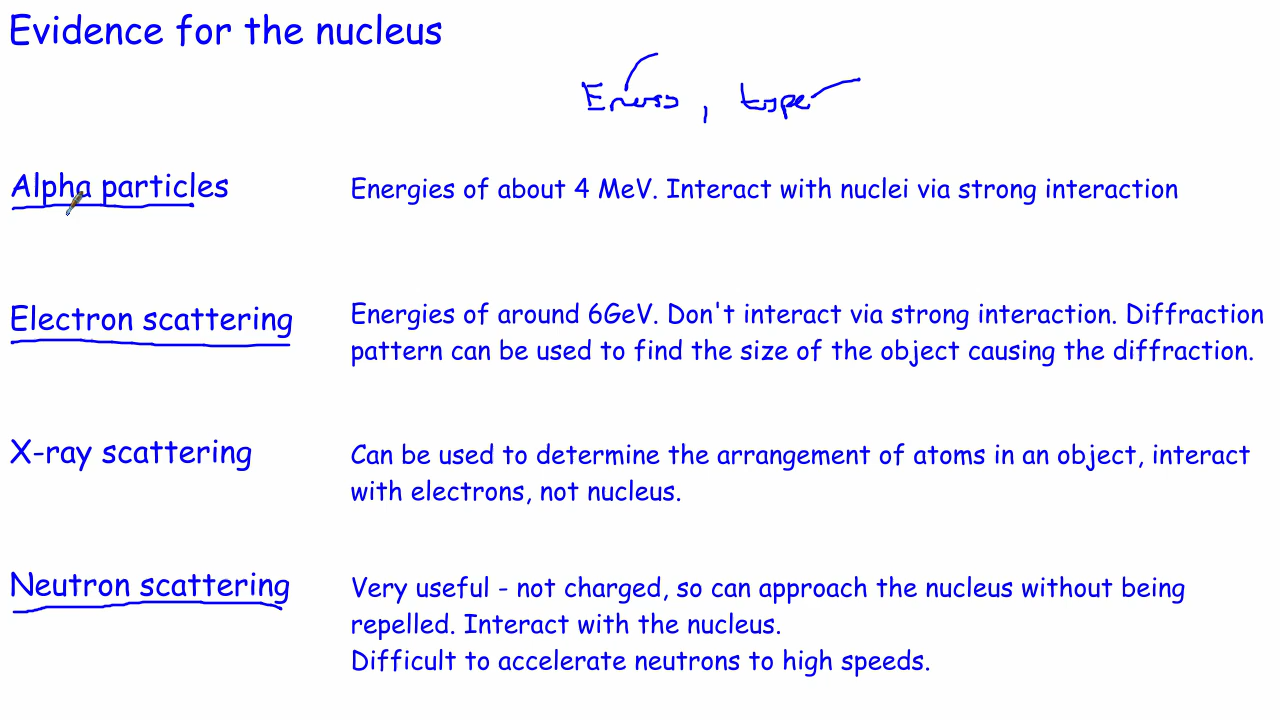 Evidence for the nucleus
Energy, type
Alpha particles
Energies of about 4 MeV. Interact with nuclei via strong interaction
Electron scattering
Energies of around 6GeV. Don't interact via strong interaction. Diffraction
pattern can be used to find the size of the object causing the diffraction.
X-ray scattering
Can be used to determine the arrangement of atoms in an object, interact
with electrons, not nucleus.
Neutron scattering
Very useful - not charged, so can approach the nucleus without being
repelled. Interact with the nucleus.
Difficult to accelerate neutrons to high speeds.